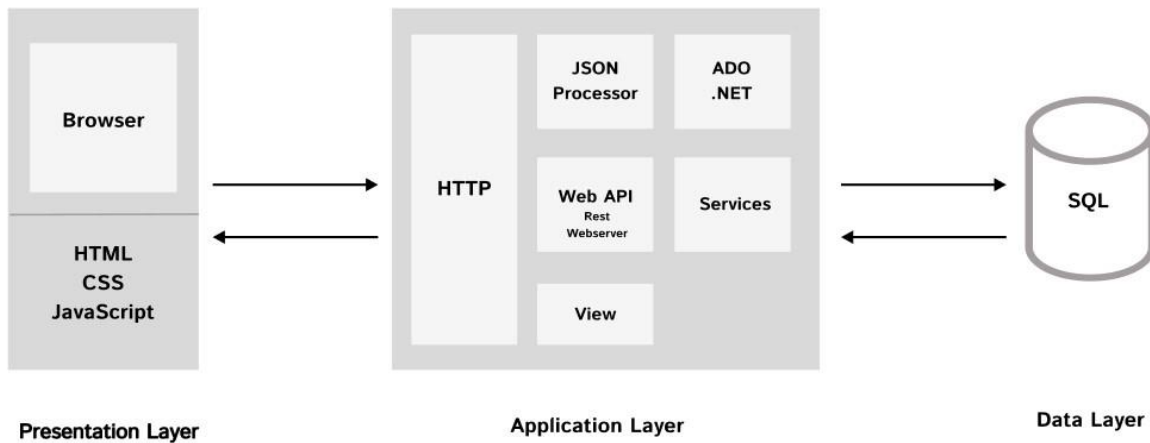 Browser
HTML
CSS
JavaScript
HTTP
JSON
Processor
ADO
.NET
Web API
Rest
Webserver
Services
View
SQL
Presentation Layer
Application Layer
Data Layer